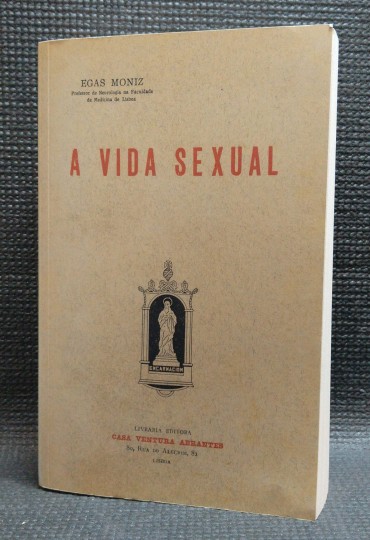 EGAS MONIZ
Professor de Neurologia na Faculdade
de Medicina de Lisboa
A VIDA SEXUAL
ENCARNACION
LIVRARIA EDITORA
CASA VENTURA ABRANTES
80, RUA DO ALECRIM, 82
LISBOA